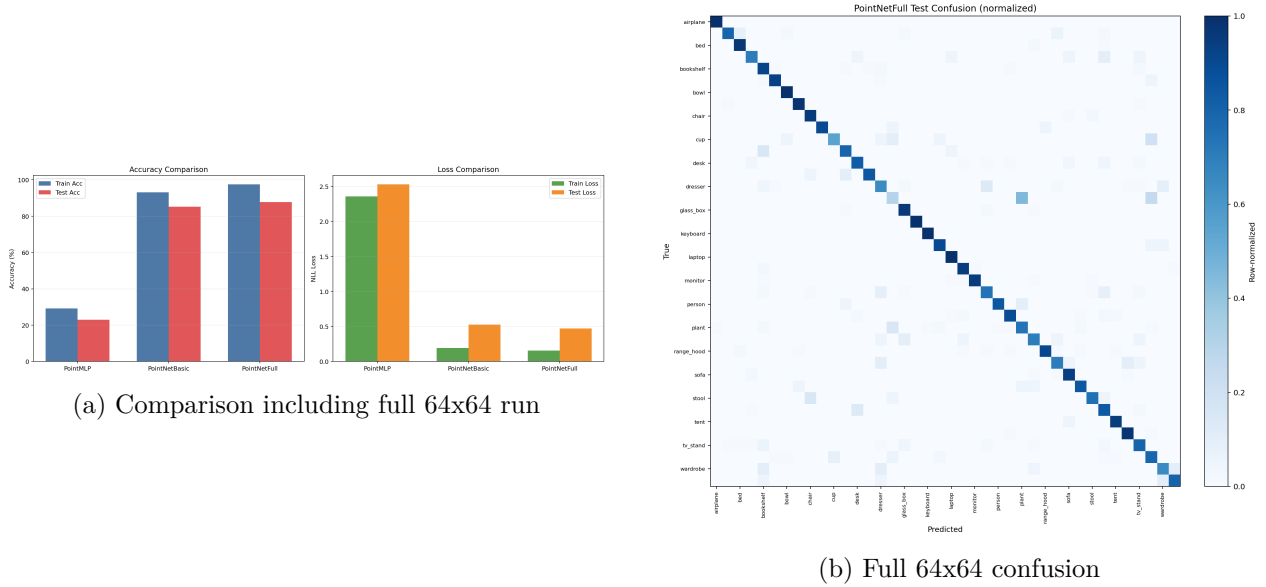 Accuracy Comparison
Train Acc
Test Acc
Accuracy (%)
100
80
60
40
20
0
PointMLP
PointNetBasic
PointNetFull
Loss Comparison
Train Loss
Test Loss
NLL Loss
2.5
2.0
1.5
1.0
0.5
0.0
PointMLP
PointNetBasic
PointNetFull
(a) Comparison including full 64x64 run
PointNetFull Test Confusion (normalized)
True
airplane
bed
bookshelf
bowl
chair
cup
desk
dresser
glass_box
keyboard
laptop
monitor
person
plant
range_hood
sofa
stool
tent
tv_stand
wardrobe
airplane
bed
bookshelf
bowl
chair
cup
desk
dresser
glass_box
keyboard
laptop
monitor
person
plant
range_hood
sofa
stool
tent
tv_stand
wardrobe
Predicted
1.0
0.8
0.6
0.4
0.2
0.0
Row-normalized
(b) Full 64x64 confusion